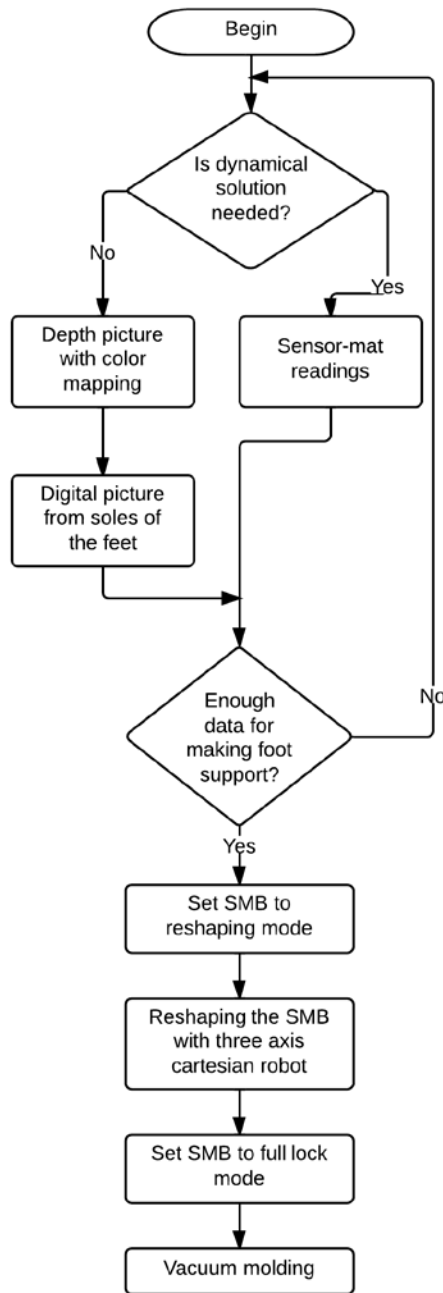 Begin
Is dynamical
solution
needed?
No
Yes
Depth picture
with color
mapping
Sensor-mat
readings
Digital picture
from soles of
the feet
Enough
data for
making foot
support?
No
Yes
Set SMB to
reshaping mode
Reshaping the SMB
with three axis
cartesian robot
Set SMB to full lock
mode
Vacuum molding